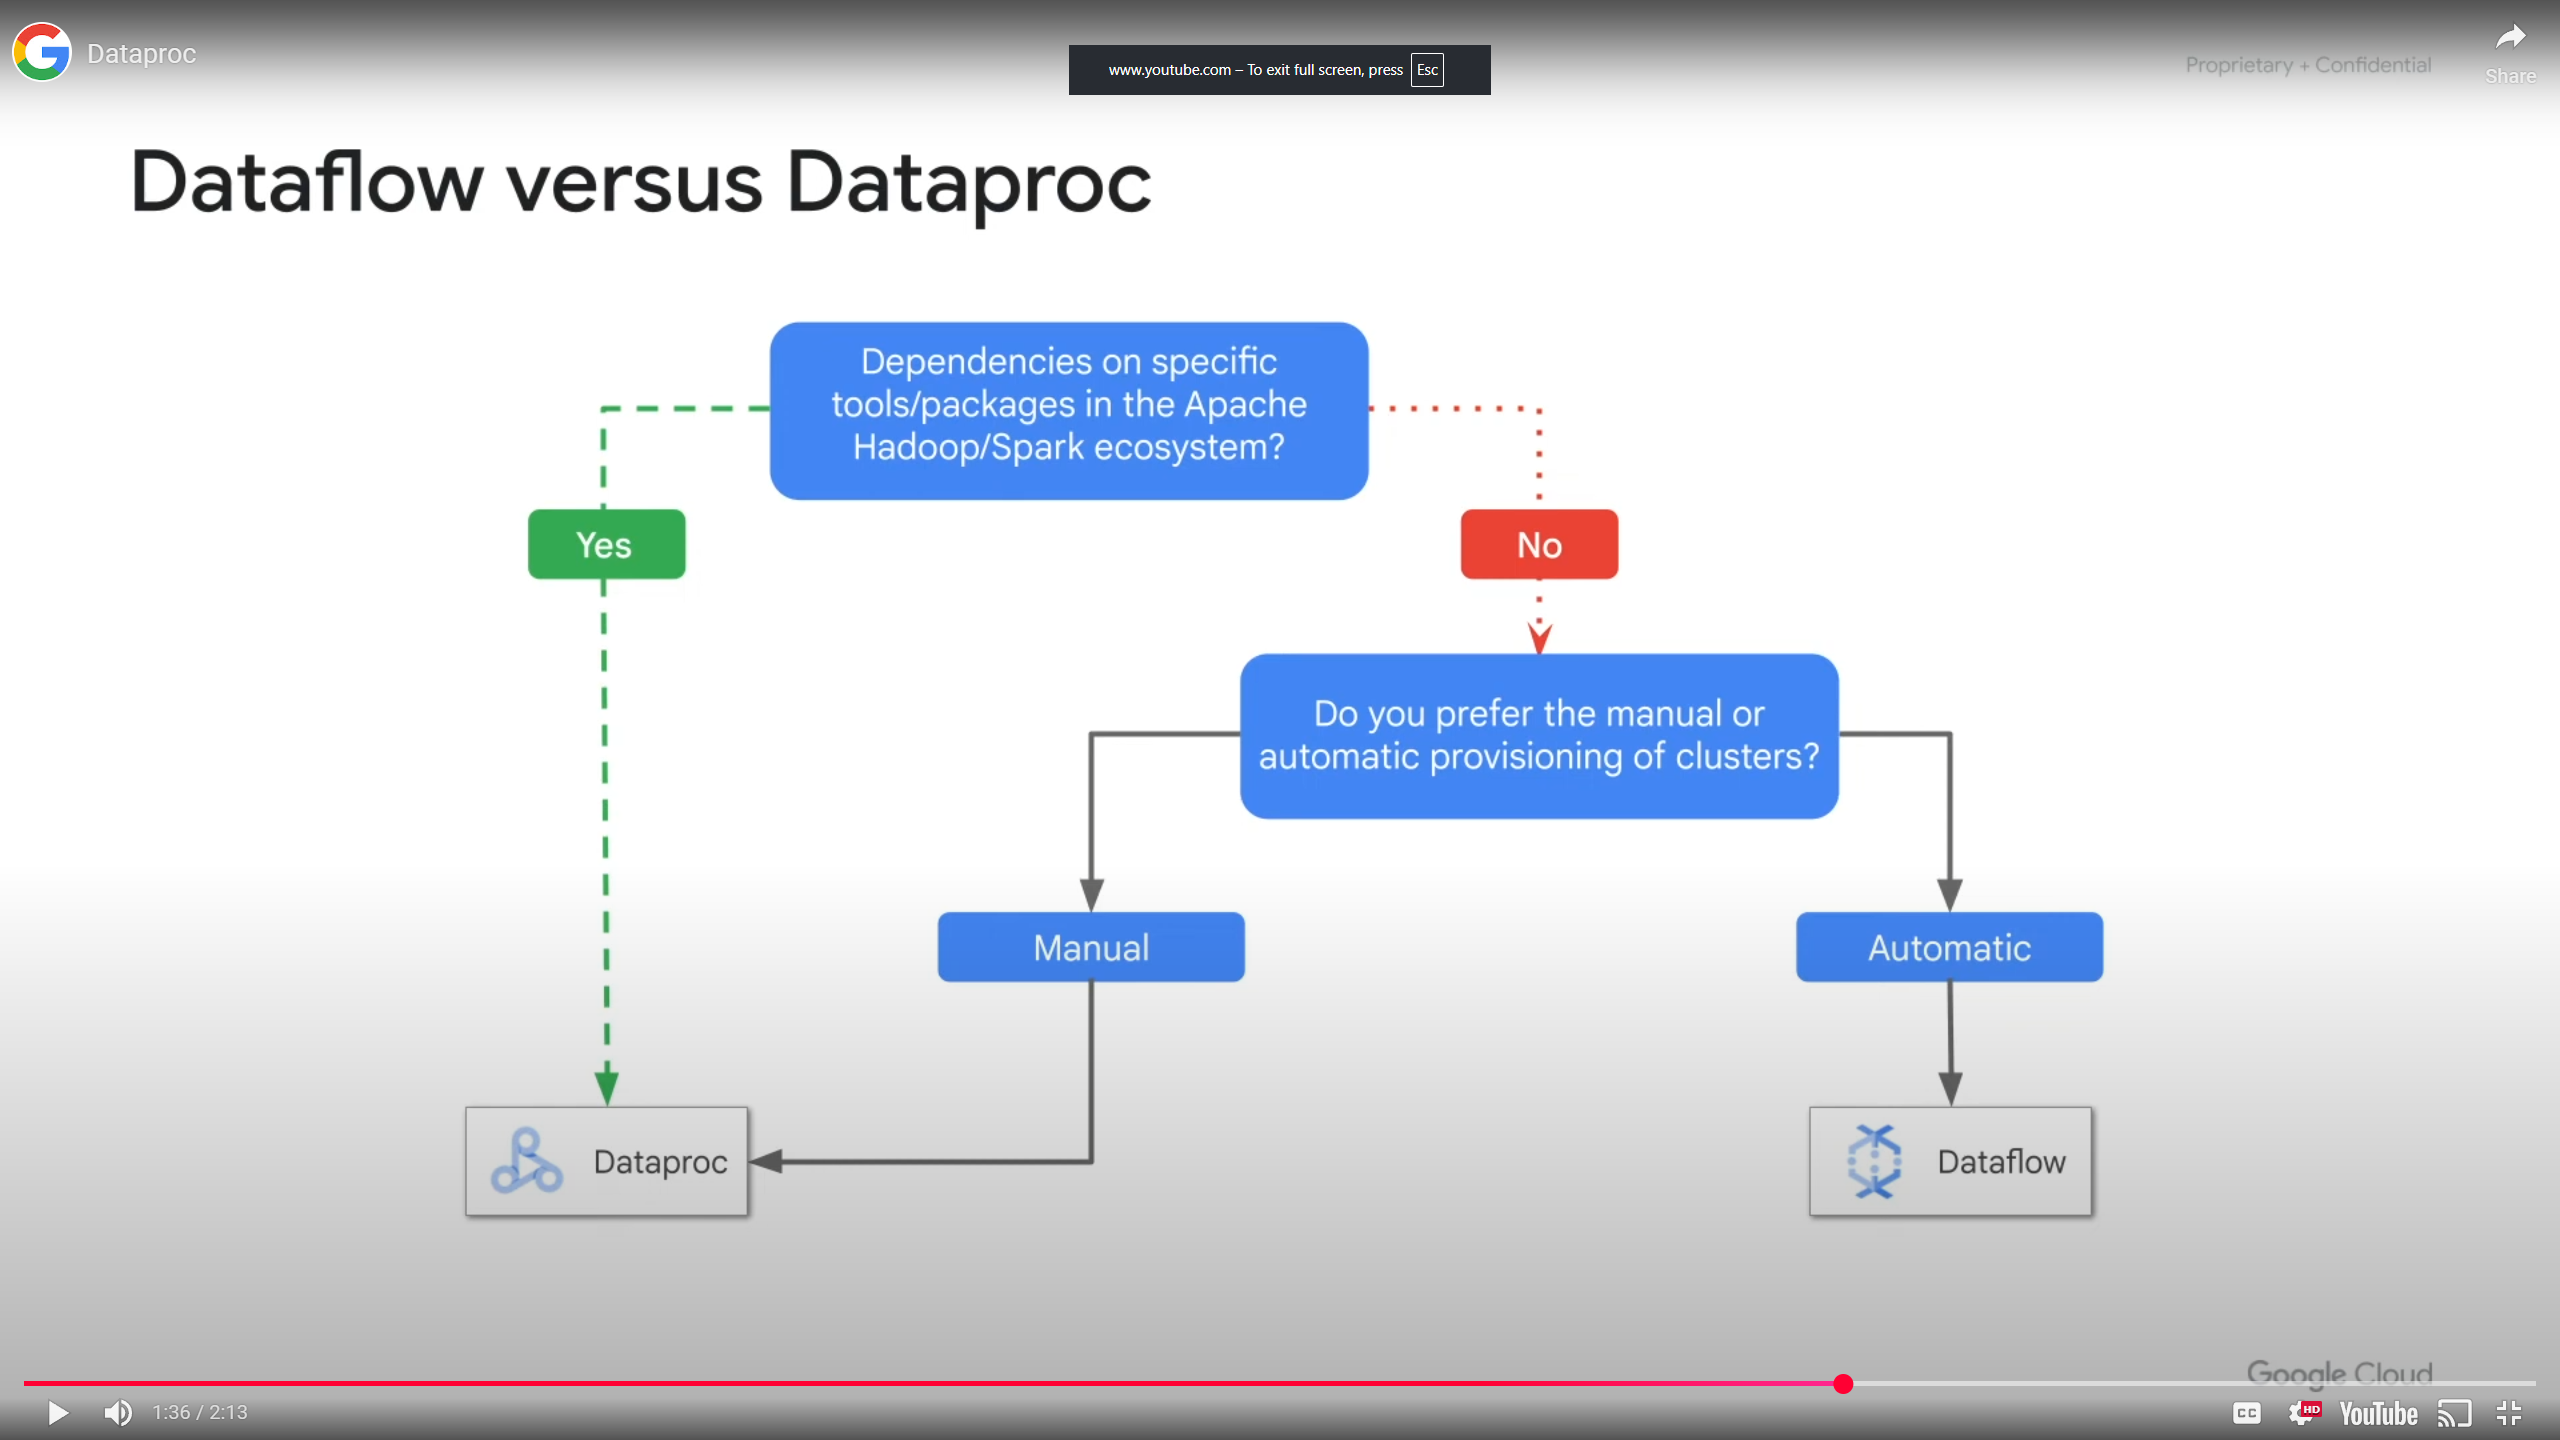 Dataproc
www.youtube.com – To exit full screen, press Esc
Proprietary + Confidential
Share
Dataflow versus Dataproc
Dependencies on specific
tools/packages in the Apache
Hadoop/Spark ecosystem?
Yes
No
Do you prefer the manual or
automatic provisioning of clusters?
Manual
Automatic
Dataproc
Dataflow
Google Cloud
1:36 / 2:13
CC
HD
YouTube